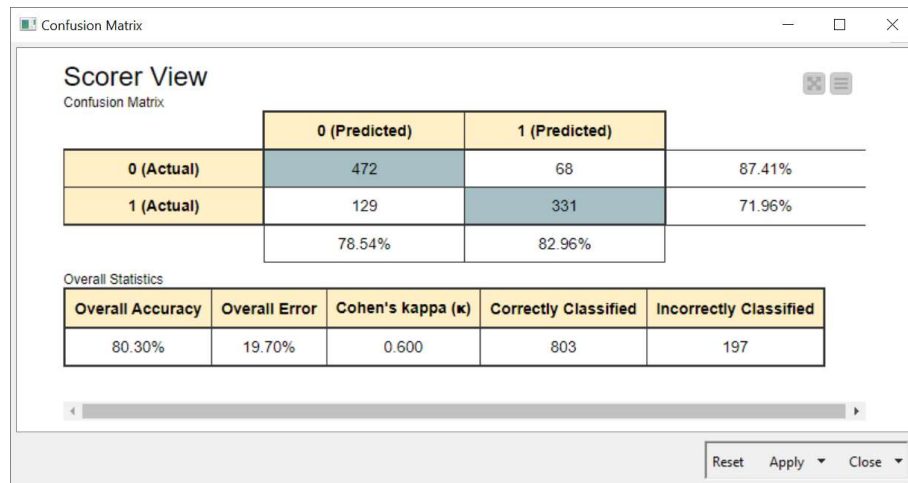 Confusion Matrix
Scorer View
Confusion Matrix
0 (Predicted) 1 (Predicted)
0 (Actual) 472 68 87.41%
1 (Actual) 129 331 71.96%
78.54% 82.96%
Overall Statistics
Overall Accuracy Overall Error Cohen's kappa (κ) Correctly Classified Incorrectly Classified
80.30% 19.70% 0.600 803 197
Reset Apply Close